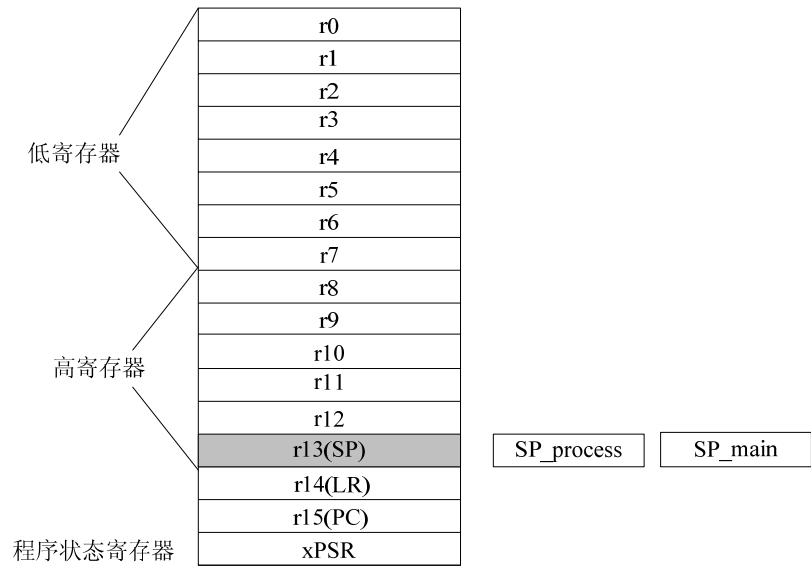 r0
r1
r2
r3
低寄存器
r4
r5
r6
r7
r8
r9
r10
高寄存器
r11
r12
r13(SP) SP_process SP_main
r14(LR)
r15(PC)
程序状态寄存器 xPSR